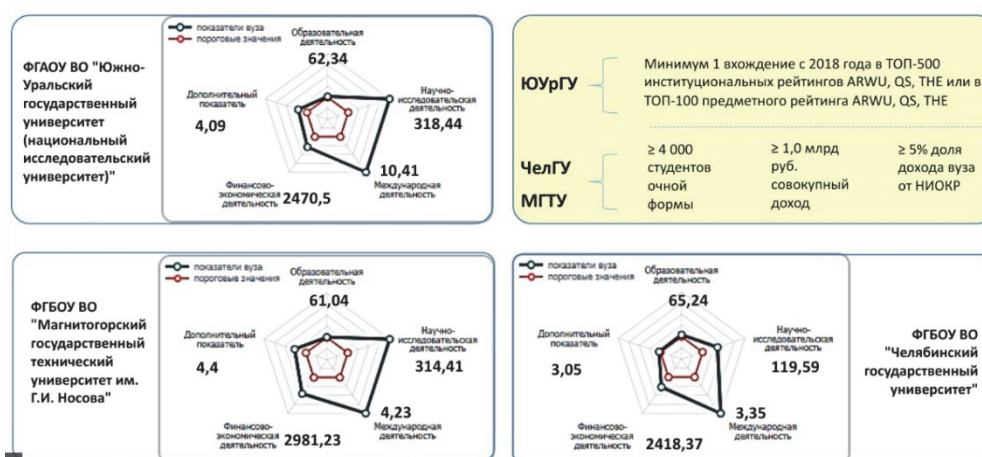 ФГАОУ ВО "Южно-
Уральский
государственный
университет
(национальный
исследовательский
университет)"
показатели вуза
пороговые значения
Образовательная
деятельность
62,34
Научно-
исследовательская
деятельность
318,44
10,41
Международная
деятельность
Финансово-
экономическая
деятельность
2470,5
Дополнительный
показатель
4,09
ЮУрГУ
Минимум 1 вхождение с 2018 года в ТОП-500
институциональных рейтингов ARWU, QS, THE или в
ТОП-100 предметного рейтинга ARWU, QS, THE
ЧелГУ
МГТУ
≥ 4 000
студентов
очной
формы
≥ 1,0 млрд
руб.
совокупный
доход
≥ 5% доля
дохода вуза
от НИОКР
ФГБОУ ВО
"Магнитогорский
государственный
технический
университет им.
Г.И. Носова"
показатели вуза
пороговые значения
Образовательная
деятельность
61,04
Научно-
исследовательская
деятельность
314,41
4,23
Международная
деятельность
Финансово-
экономическая
деятельность
2981,23
Дополнительный
показатель
4,4
показатели вуза
пороговые значения
Образовательная
деятельность
65,24
Научно-
исследовательская
деятельность
119,59
3,35
Международная
деятельность
Финансово-
экономическая
деятельность
2418,37
Дополнительный
показатель
3,05
ФГБОУ ВО
"Челябинский
государственный
университет"